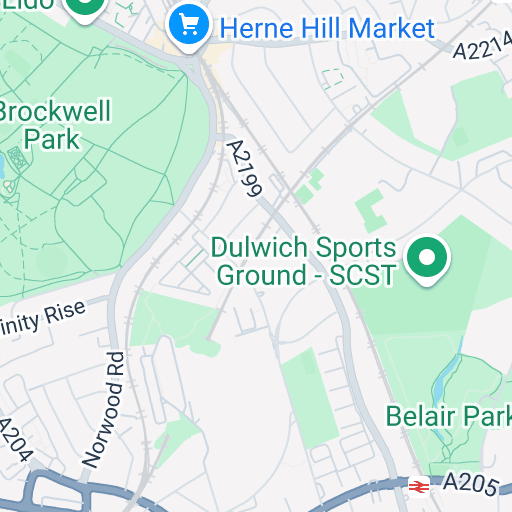 Lido
Herne Hill Market
A2214
Brockwell
Park
A2199
Dulwich Sports
Ground - SCST
inity Rise
Norwood Rd
Belair Park
A204
A205